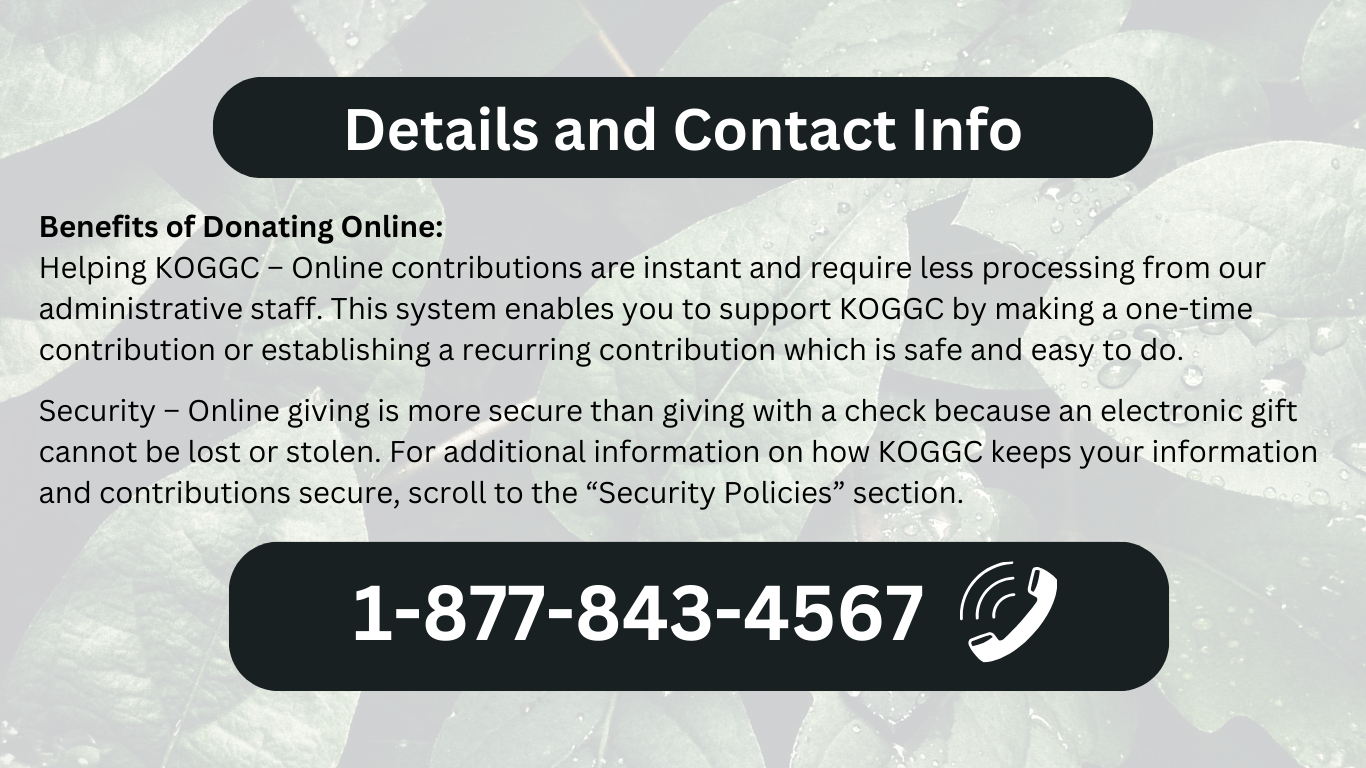 Details and Contact Info
Benefits of Donating Online:
Helping KOGGC – Online contributions are instant and require less processing from our
administrative staff. This system enables you to support KOGGC by making a one-time
contribution or establishing a recurring contribution which is safe and easy to do.
Security – Online giving is more secure than giving with a check because an electronic gift
cannot be lost or stolen. For additional information on how KOGGC keeps your information
and contributions secure, scroll to the “Security Policies” section.
1-877-843-4567